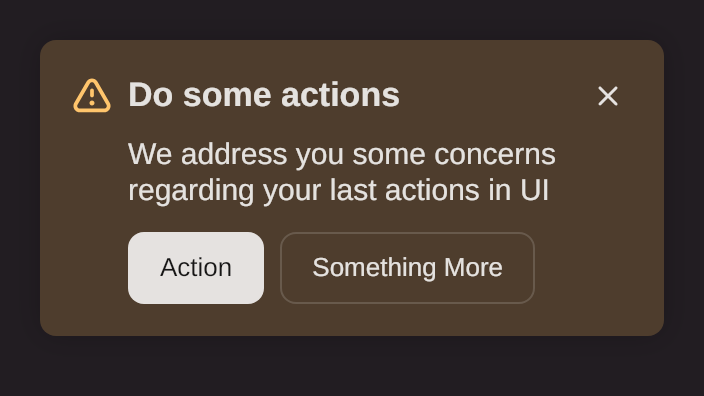 Do some actions
We address you some concerns
regarding your last actions in UI
Action
Something More